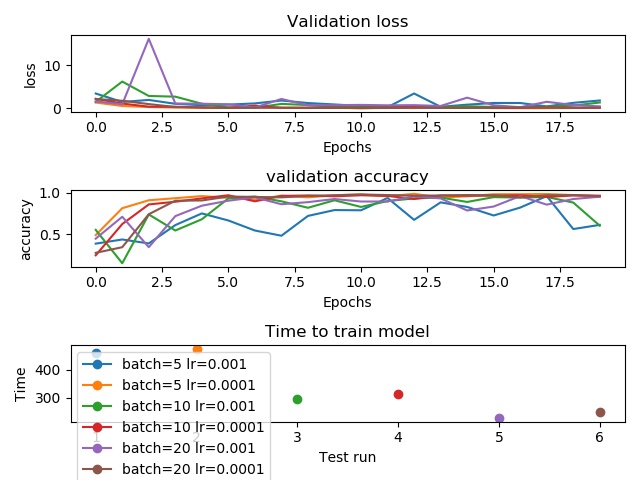 Validation loss
10
0
loss
0.0 2.5 5.0 7.5 10.0 12.5 15.0 17.5
Epochs
validation accuracy
1.0
0.5
accuracy
0.0 2.5 5.0 7.5 10.0 12.5 15.0 17.5
Epochs
Time to train model
400
300
Time
batch=5 lr=0.001
batch=5 lr=0.0001
batch=10 lr=0.001
batch=10 lr=0.0001
batch=20 lr=0.001
batch=20 lr=0.0001
1 2 3 4 5 6
Test run